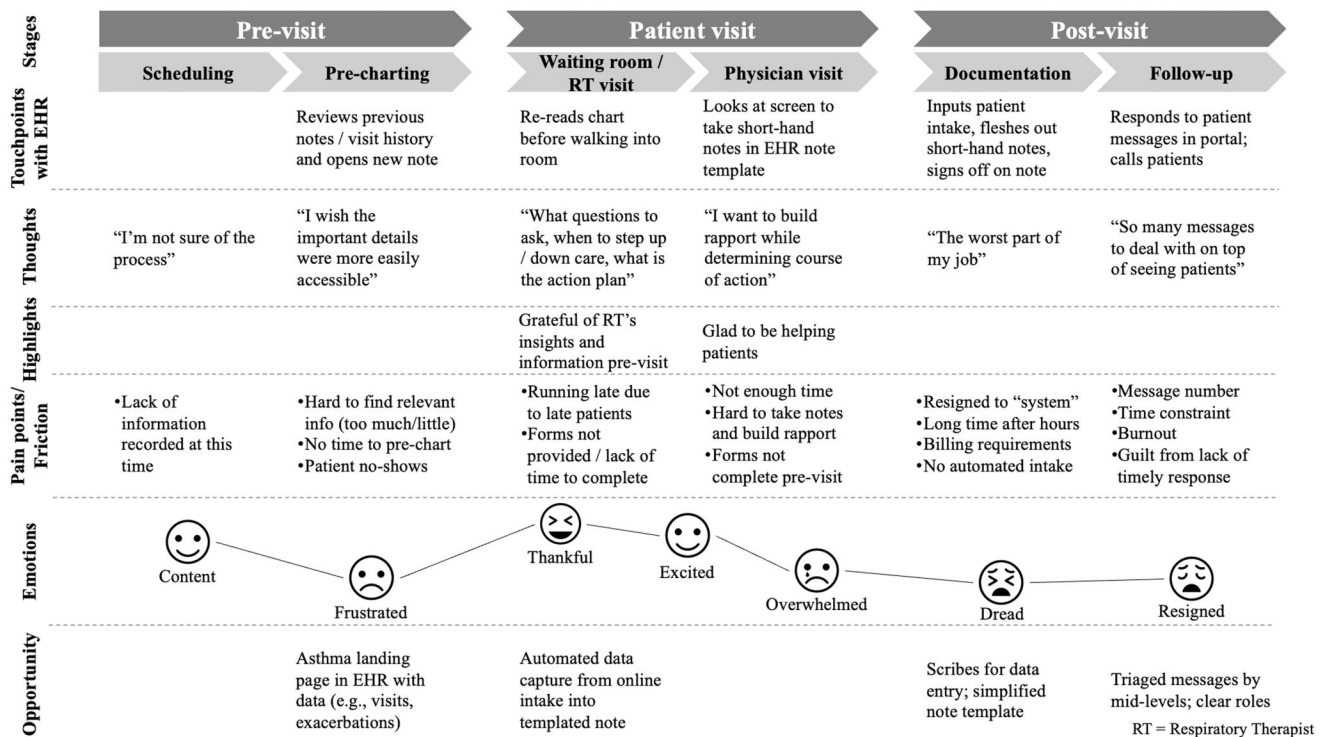 Stages
Pre-visit
Patient visit
Post-visit
Scheduling
Pre-charting
Waiting room /
RT visit
Physician visit
Documentation
Follow-up
Touchpoints
with EHR
Reviews previous
notes / visit history
and opens new note
Re-reads chart
before walking into
room
Looks at screen to
take short-hand
notes in EHR note
template
Inputs patient
intake, fleshes out
short-hand notes,
signs off on note
Responds to patient
messages in portal;
calls patients
Thoughts
“I’m not sure of the
process”
“I wish the
important details
were more easily
accessible”
“What questions to
ask, when to step up
/ down care, what is
the action plan”
“I want to build
rapport while
determining course
of action”
“The worst part of
my job”
“So many messages
to deal with on top
of seeing patients”
Highlights
Grateful of RT’s
insights and
information pre-visit
Glad to be helping
patients
Pain points/
Friction
•Lack of
information
recorded at this
time
•Hard to find relevant
info (too much/little)
•No time to pre-chart
•Patient no-shows
•Running late due
to late patients
•Forms not
provided / lack of
time to complete
•Not enough time
•Hard to take notes
and build rapport
•Forms not
complete pre-visit
•Resigned to “system”
•Long time after hours
•Billing requirements
•No automated intake
•Message number
•Time constraint
•Burnout
•Guilt from lack of
timely response
Emotions
Content
Frustrated
Thankful
Excited
Overwhelmed
Dread
Resigned
Opportunity
Asthma landing
page in EHR with
data (e.g., visits,
exacerbations)
Automated data
capture from online
intake into
templated note
Scribes for data
entry; simplified
note template
Triaged messages by
mid-levels; clear roles
RT = Respiratory Therapist